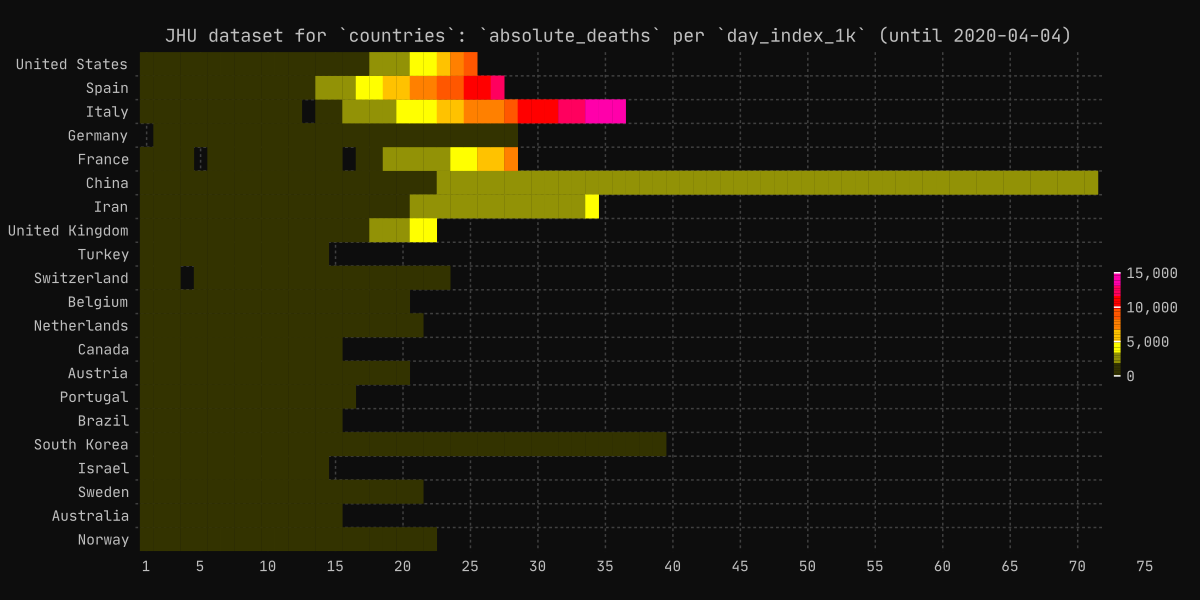 JHU dataset for `countries`: `absolute_deaths` per `day_index_1k` (until 2020-04-04)
United States
Spain
Italy
Germany
France
China
Iran
United Kingdom
Turkey
Switzerland
Belgium
Netherlands
Canada
Austria
Portugal
Brazil
South Korea
Israel
Sweden
Australia
Norway
1 5 10 15 20 25 30 35 40 45 50 55 60 65 70 75
15,000
10,000
5,000
0